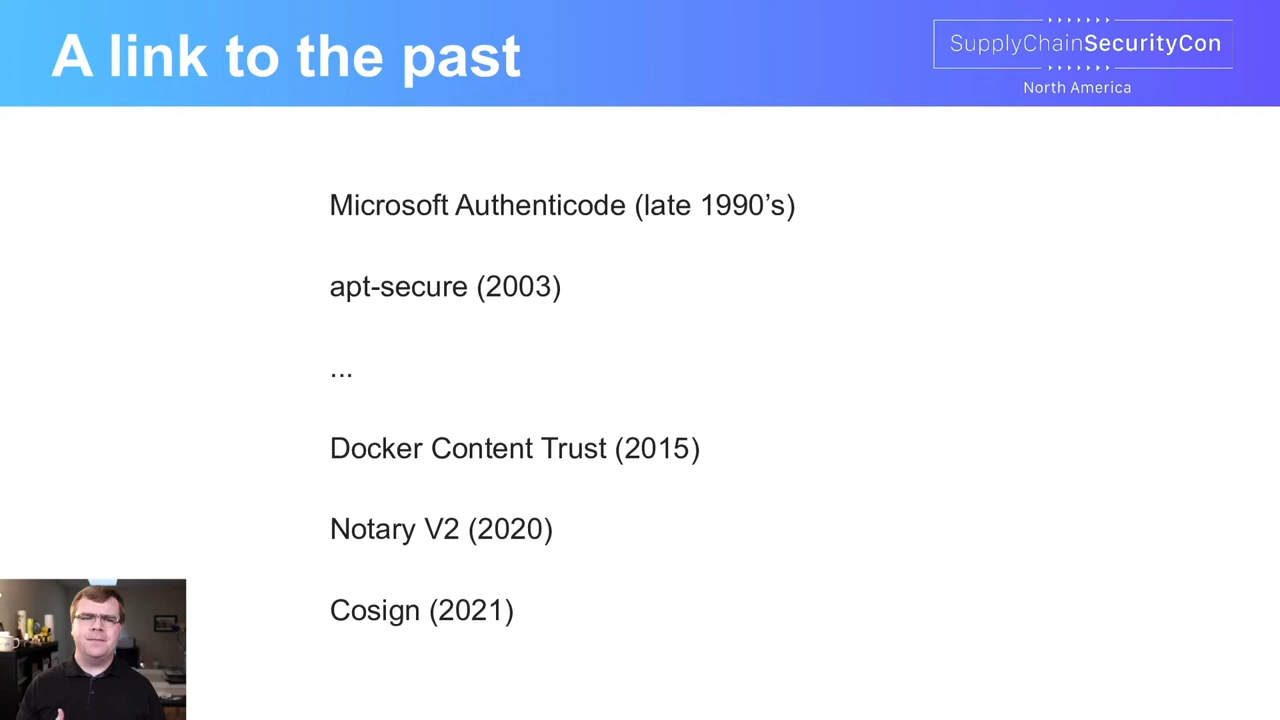 A link to the past
SupplyChainSecurityCon
North America
Microsoft Authenticode (late 1990’s)
apt-secure (2003)
...
Docker Content Trust (2015)
Notary V2 (2020)
Cosign (2021)